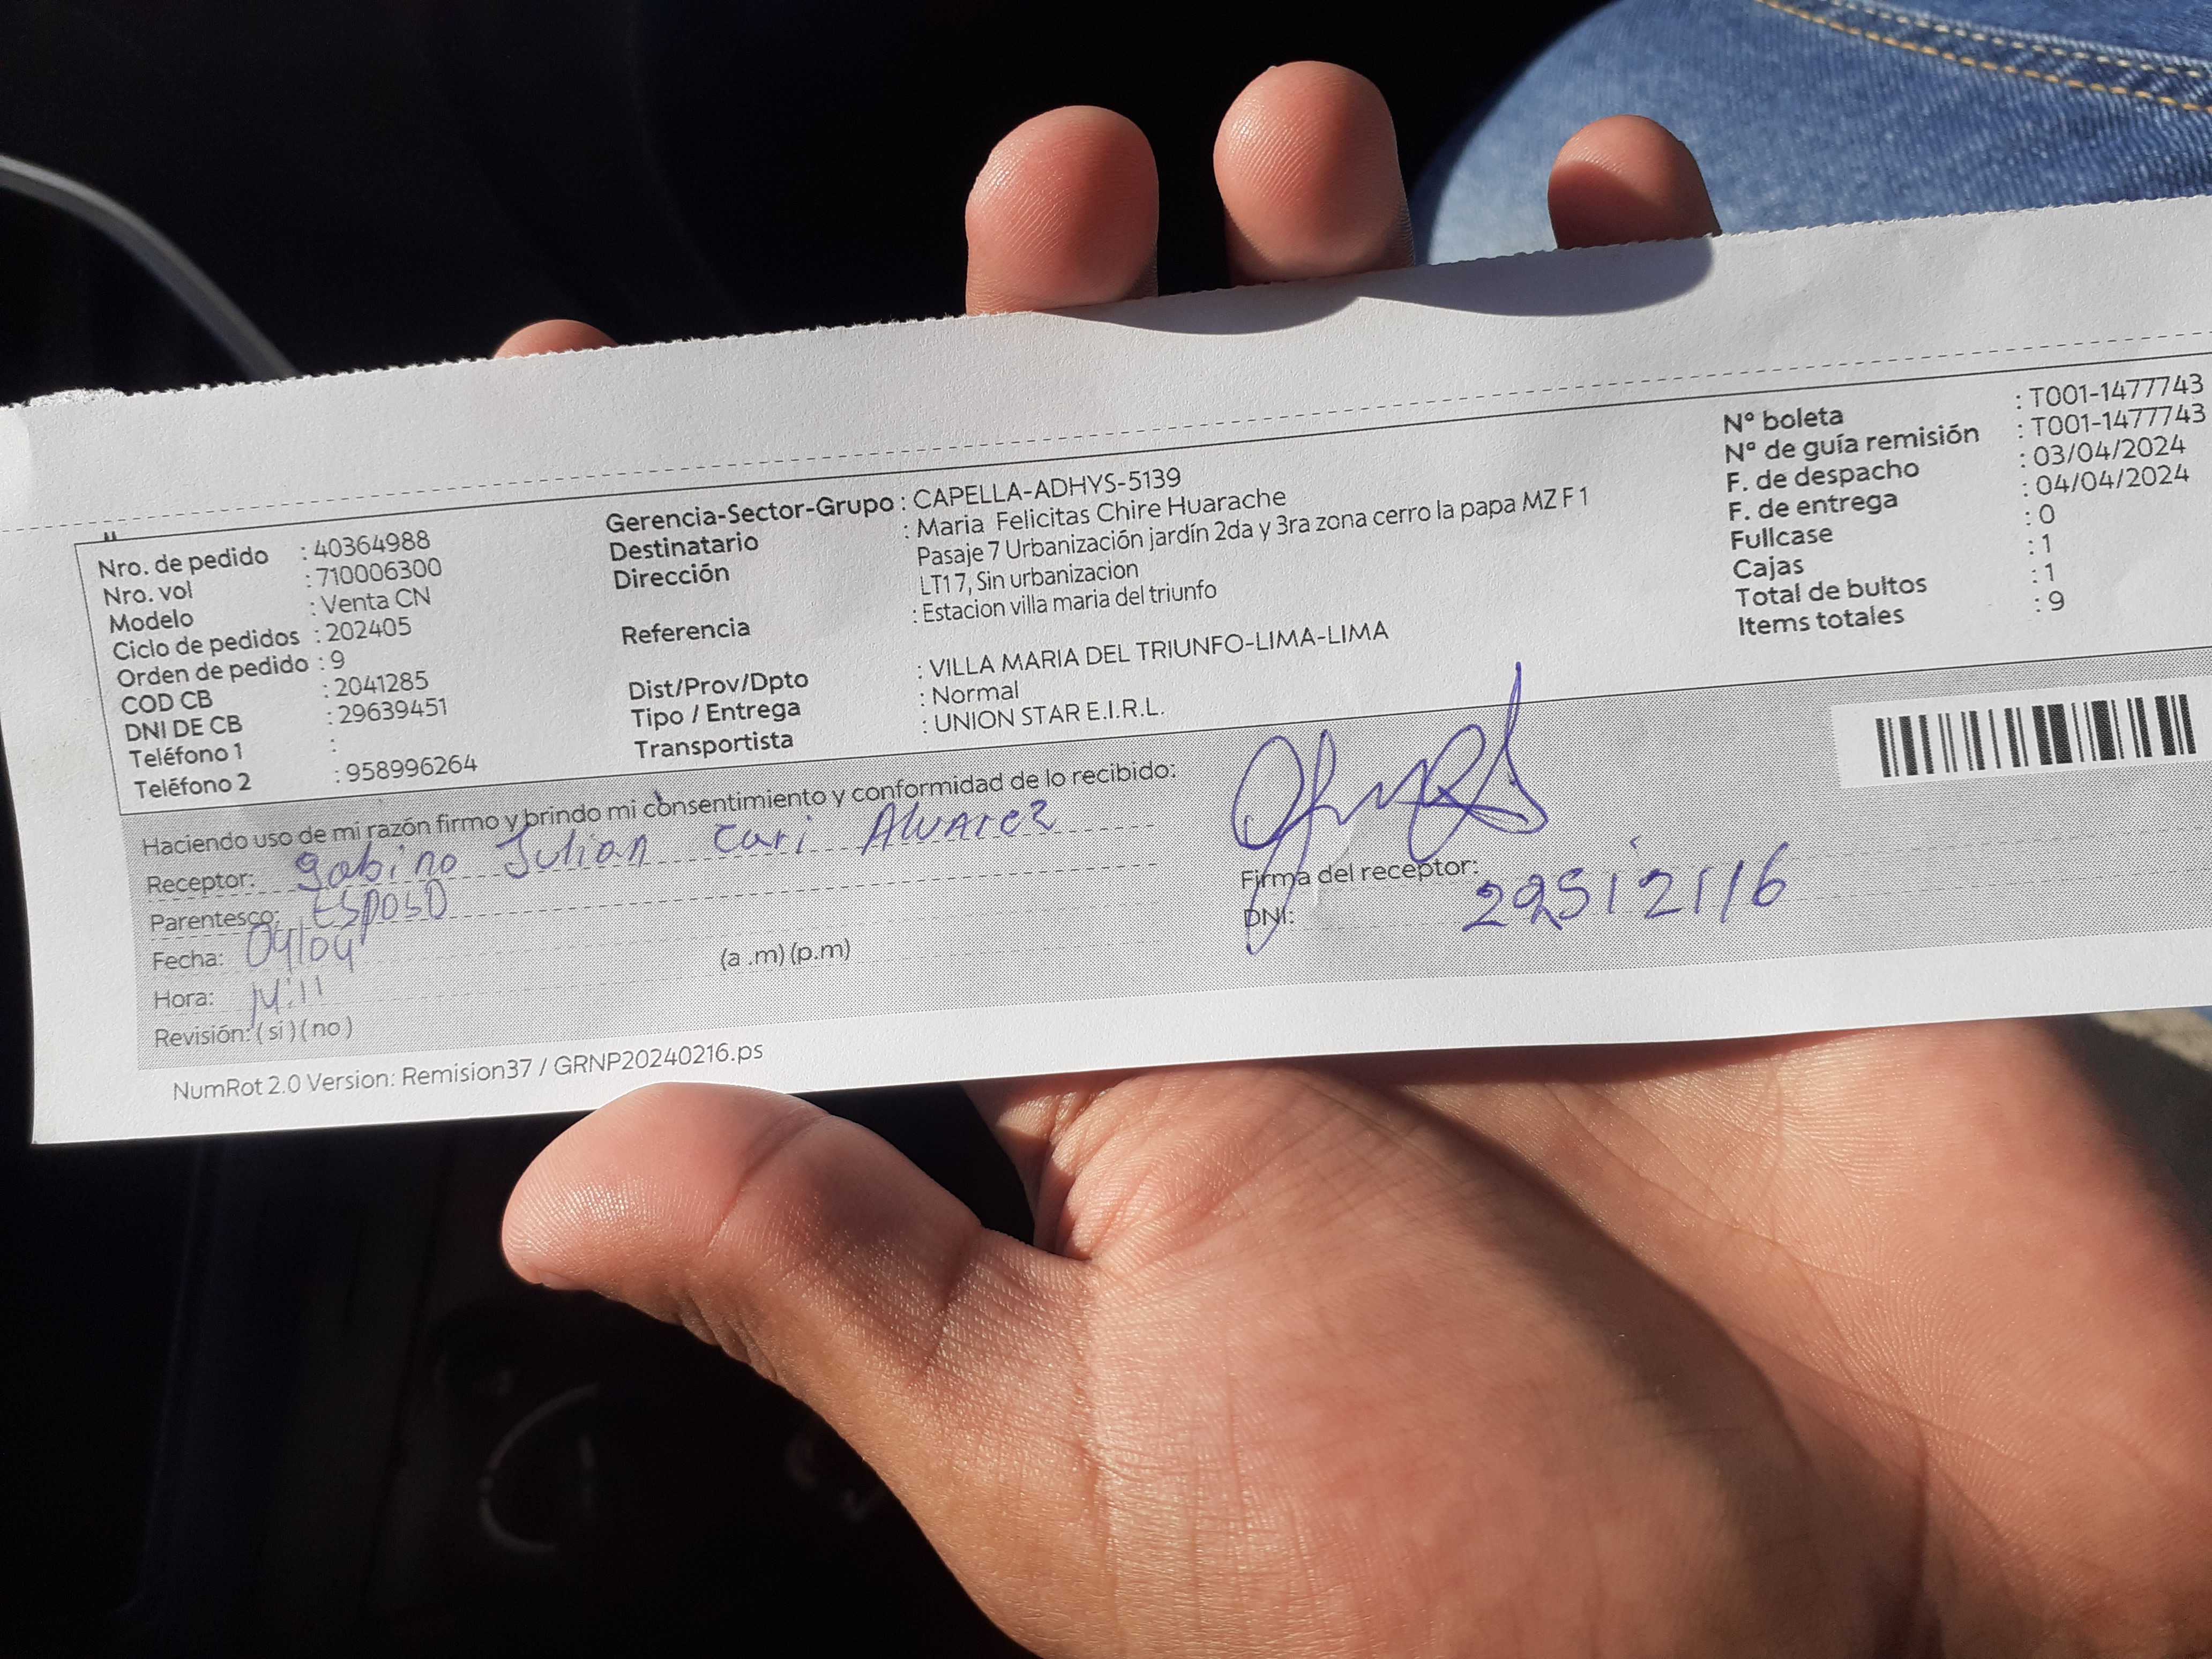 Nro. de pedido : 40364988
Nro. vol : 710006300
Modelo : Venta CN
Ciclo de pedidos : 202405
Orden de pedido : 9
COD CB : 2041285
DNI DE CB : 29639451
Teléfono 1 :
Teléfono 2 : 958996264
Gerencia-Sector-Grupo : CAPELLA-ADHYS-5139
Destinatario : Maria Felicitas Chire Huarache
Dirección Pasaje 7 Urbanización jardín 2da y 3ra zona cerro la papa MZ F 1
LT17, Sin urbanizacion
Referencia : Estacion villa maria del triunfo
Dist/Prov/Dpto : VILLA MARIA DEL TRIUNFO-LIMA-LIMA
Tipo / Entrega : Normal
Transportista : UNION STAR E.I.R.L.
N° boleta : T001-1477743
N° de guía remisión : T001-1477743
F. de despacho : 03/04/2024
F. de entrega : 04/04/2024
Fullcase : 0
Cajas : 1
Total de bultos : 1
Items totales : 9
Haciendo uso de mi razón firmo y brindo mi consentimiento y conformidad de lo recibido:
Receptor: Gabino Julian Cari Alvarez
Parentesco: ESPOSO
Fecha: 04/04
Hora: 14:11 (a .m) (p.m)
Revisión: ( si ) ( no )
Firma del receptor:
DNI:
NumRot 2.0 Version: Remision37 / GRNP20240216.ps